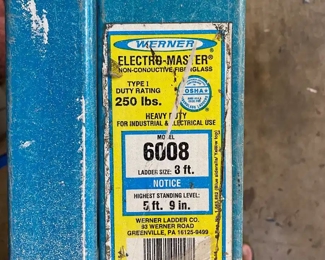 WERNER
ELECTRO-MASTER®
NON-CONDUCTIVE FIBERGLASS
TYPE I
DUTY RATING
250 lbs.
OSHA
HEAVY DUTY
FOR INDUSTRIAL & ELECTRICAL USE
MODEL
6008
LADDER SIZE: 8 ft.
NOTICE
HIGHEST STANDING LEVEL:
5 ft. 9 in.
WERNER LADDER CO.
93 WERNER ROAD
GREENVILLE, PA 16125-9499